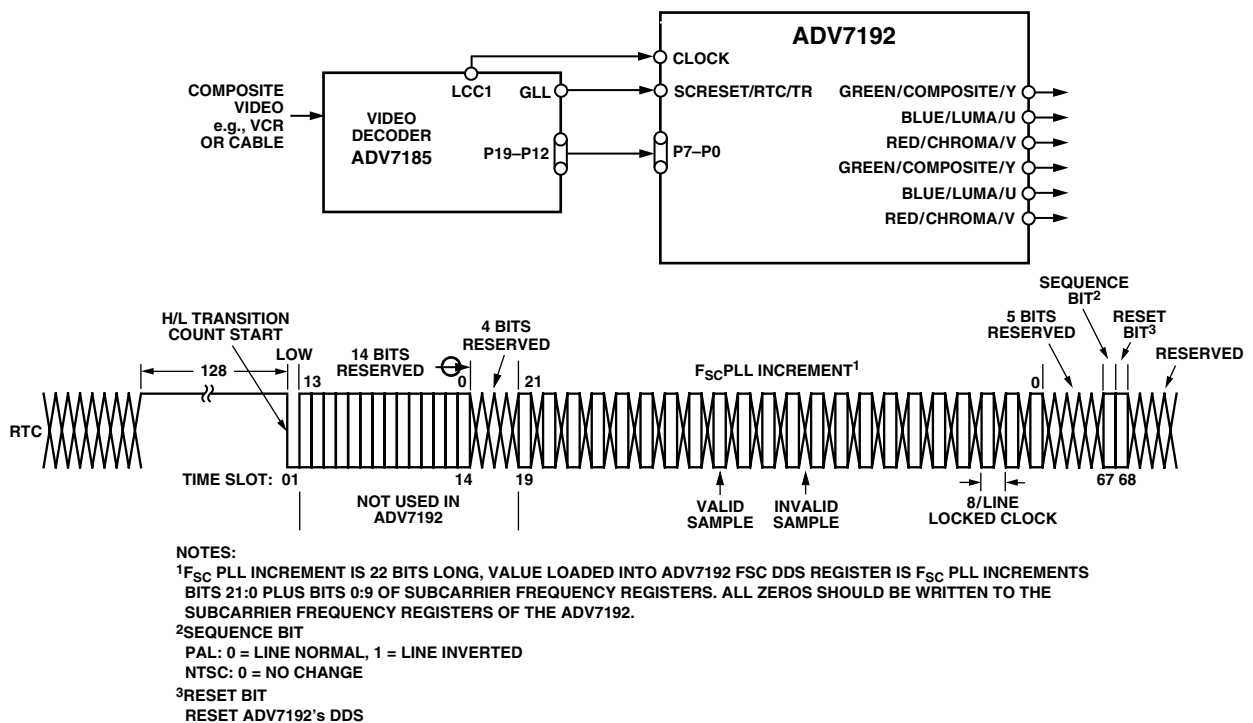 ADV7192
CLOCK
COMPOSITE
VIDEO
e.g., VCR
OR CABLE
LCC1
GLL
SCRESET/RTC/TR
GREEN/COMPOSITE/Y
VIDEO
DECODER
ADV7185
BLUE/LUMA/U
P19–P12
P7–P0
RED/CHROMA/V
GREEN/COMPOSITE/Y
BLUE/LUMA/U
RED/CHROMA/V
SEQUENCE
BIT2
H/L TRANSITION
COUNT START
4 BITS
RESERVED
5 BITS
RESERVED
RESET
BIT3
LOW
14 BITS
RESERVED
RESERVED
128
13
0
21
FSC PLL INCREMENT1
0
RTC
TIME SLOT: 01
14
19
67 68
NOT USED IN
ADV7192
VALID
SAMPLE
INVALID
SAMPLE
8/LINE
LOCKED CLOCK
NOTES:
1FSC PLL INCREMENT IS 22 BITS LONG, VALUE LOADED INTO ADV7192 FSC DDS REGISTER IS FSC PLL INCREMENTS
BITS 21:0 PLUS BITS 0:9 OF SUBCARRIER FREQUENCY REGISTERS. ALL ZEROS SHOULD BE WRITTEN TO THE
SUBCARRIER FREQUENCY REGISTERS OF THE ADV7192.
2SEQUENCE BIT
PAL: 0 = LINE NORMAL, 1 = LINE INVERTED
NTSC: 0 = NO CHANGE
3RESET BIT
RESET ADV7192's DDS